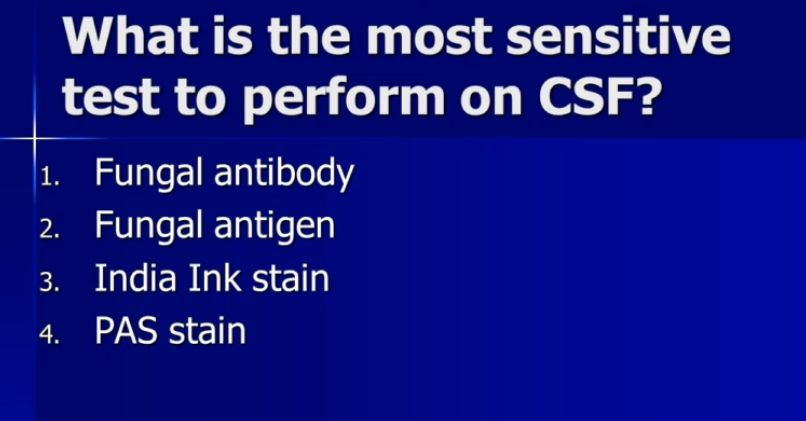 What is the most sensitive
test to perform on CSF?
1. Fungal antibody
2. Fungal antigen
3. India Ink stain
4. PAS stain